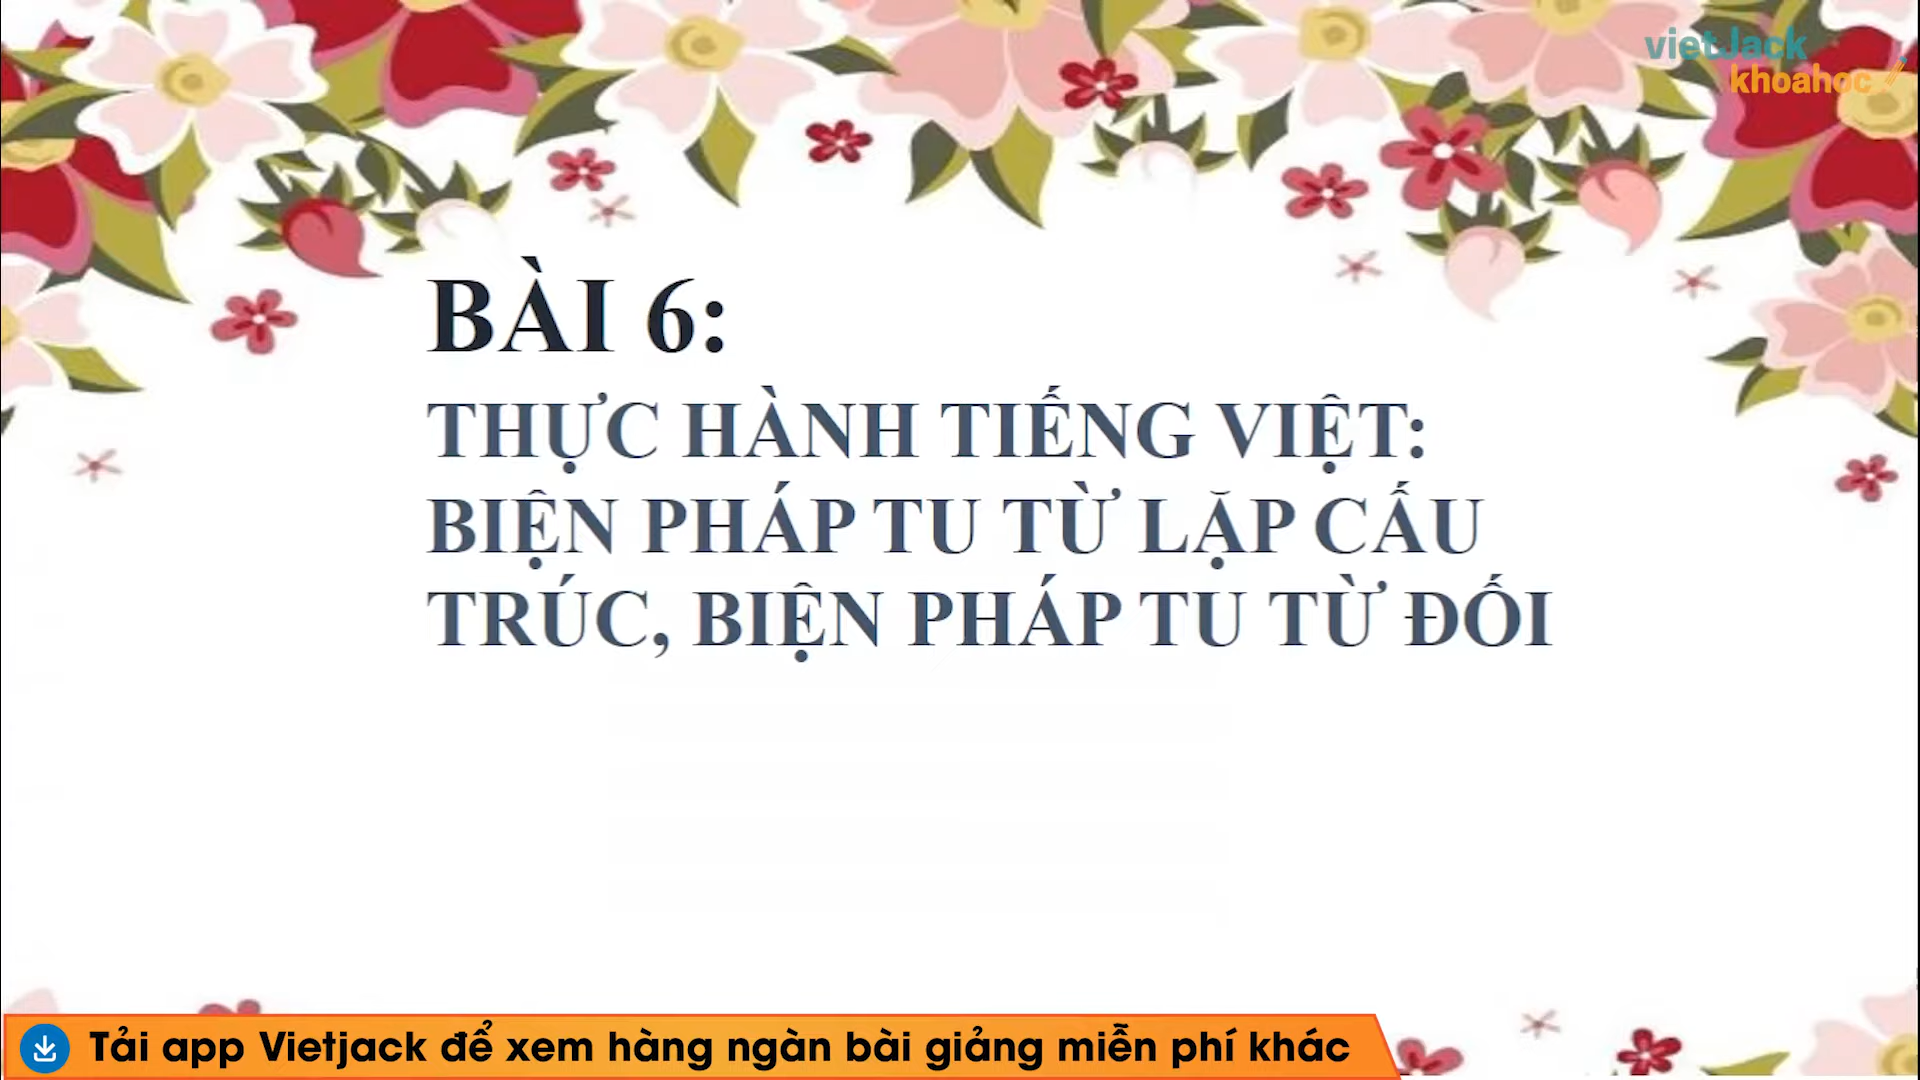 vietJack
khoahoc
BÀI 6:
THỰC HÀNH TIẾNG VIỆT:
BIỆN PHÁP TU TỪ LẶP CẤU
TRÚC, BIỆN PHÁP TU TỪ ĐỐI
Tải app Vietjack để xem hàng ngàn bài giảng miễn phí khác